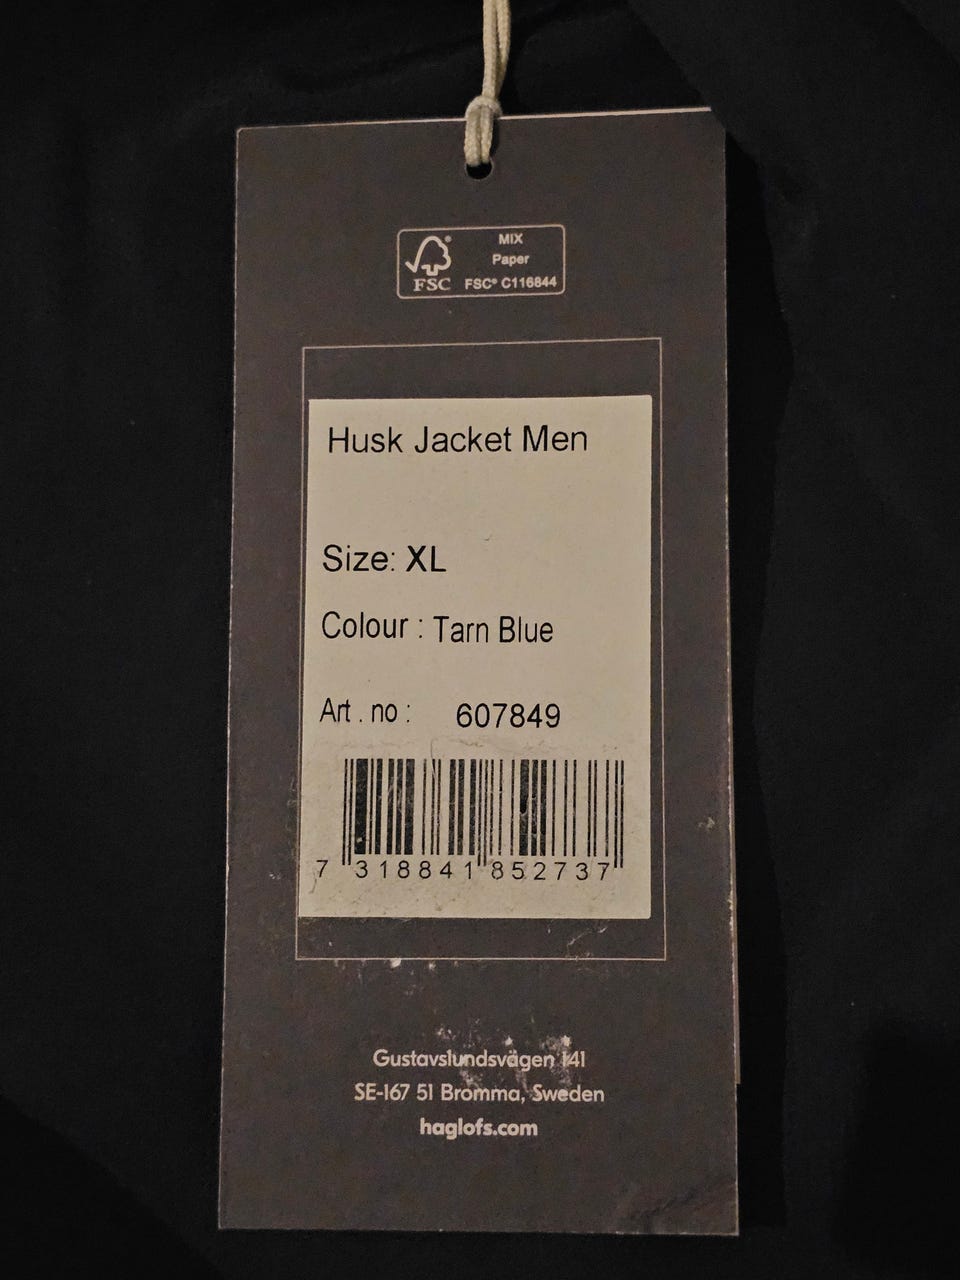 MIX
Paper
FSC® FSC® C116844
Husk Jacket Men
Size: XL
Colour : Tarn Blue
Art . no : 607849
7 318841 852737
Gustavslundsvägen 141
SE-167 51 Bromma, Sweden
haglofs.com